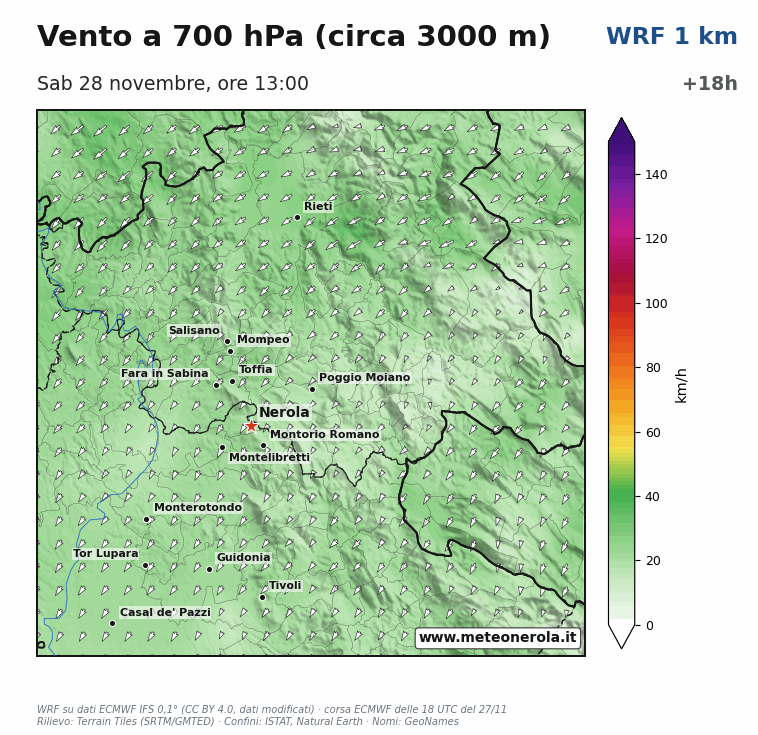 Vento a 700 hPa (circa 3000 m)
WRF 1 km
Sab 28 novembre, ore 13:00
+18h
Rieti
Salisano
Mompeo
Fara in Sabina
Toffia
Poggio Moiano
Nerola
Montorio Romano
Montelibretti
Monterotondo
Tor Lupara
Guidonia
Tivoli
Casal de' Pazzi
www.meteonerola.it
140
120
100
80
60
40
20
0
km/h
WRF su dati ECMWF IFS 0,1° (CC BY 4.0, dati modificati) · corsa ECMWF delle 18 UTC del 27/11
Rilievo: Terrain Tiles (SRTM/GMTED) · Confini: ISTAT, Natural Earth · Nomi: GeoNames